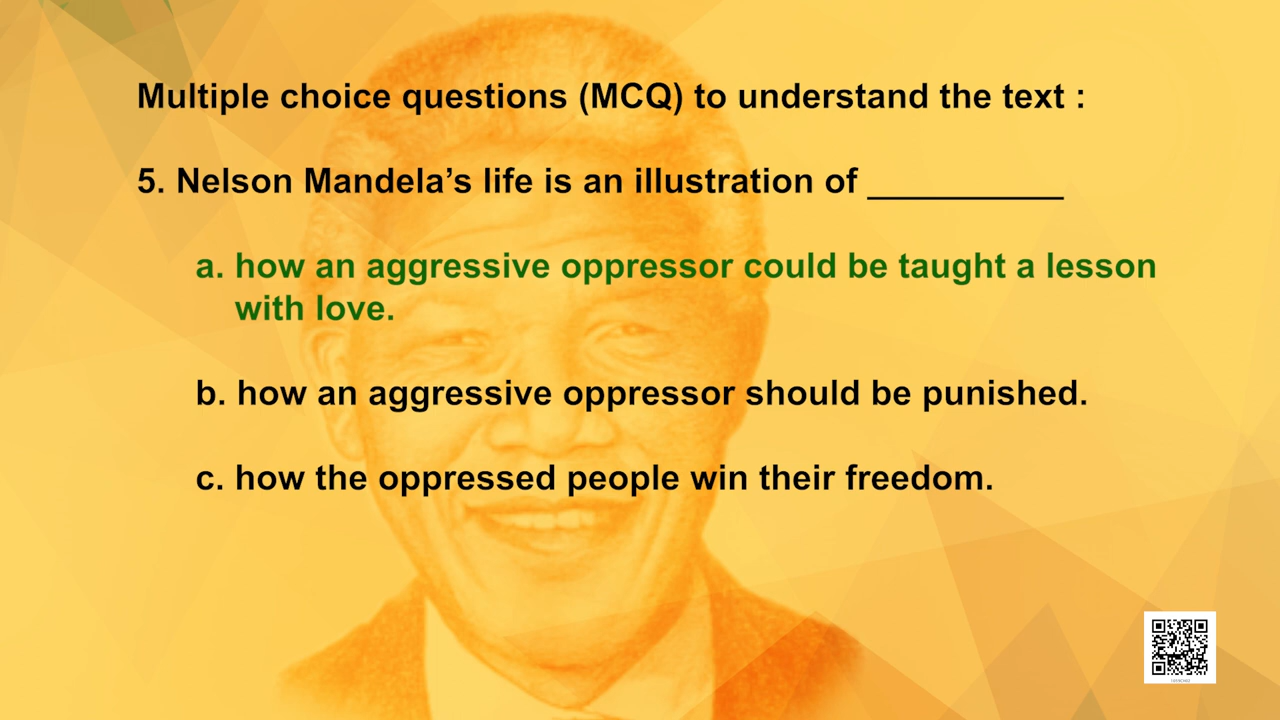 Multiple choice questions (MCQ) to understand the text :
5. Nelson Mandela’s life is an illustration of __________
a. how an aggressive oppressor could be taught a lesson
with love.
b. how an aggressive oppressor should be punished.
c. how the oppressed people win their freedom.